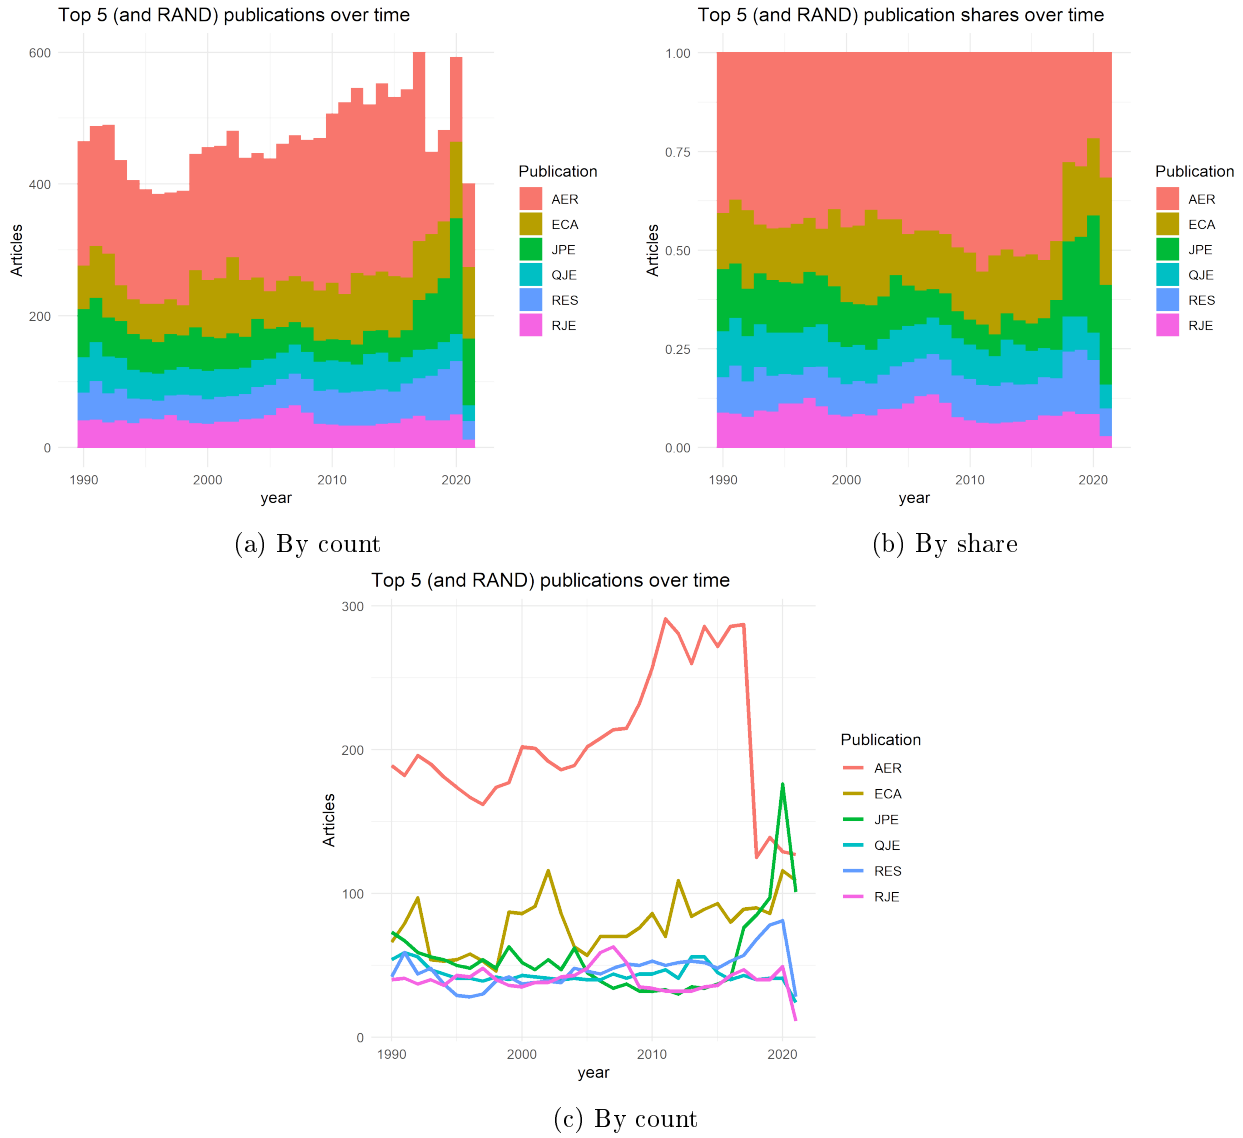 Top 5 (and RAND) publications over time
600
400
200
0
Articles
1990
2000
2010
2020
year
Publication
AER
ECA
JPE
QJE
RES
RJE
(a) By count
Top 5 (and RAND) publication shares over time
1.00
0.75
0.50
0.25
0.00
Articles
1990
2000
2010
2020
year
Publication
AER
ECA
JPE
QJE
RES
RJE
(b) By share
Top 5 (and RAND) publications over time
300
200
100
0
Articles
1990
2000
2010
2020
year
Publication
AER
ECA
JPE
QJE
RES
RJE
(c) By count